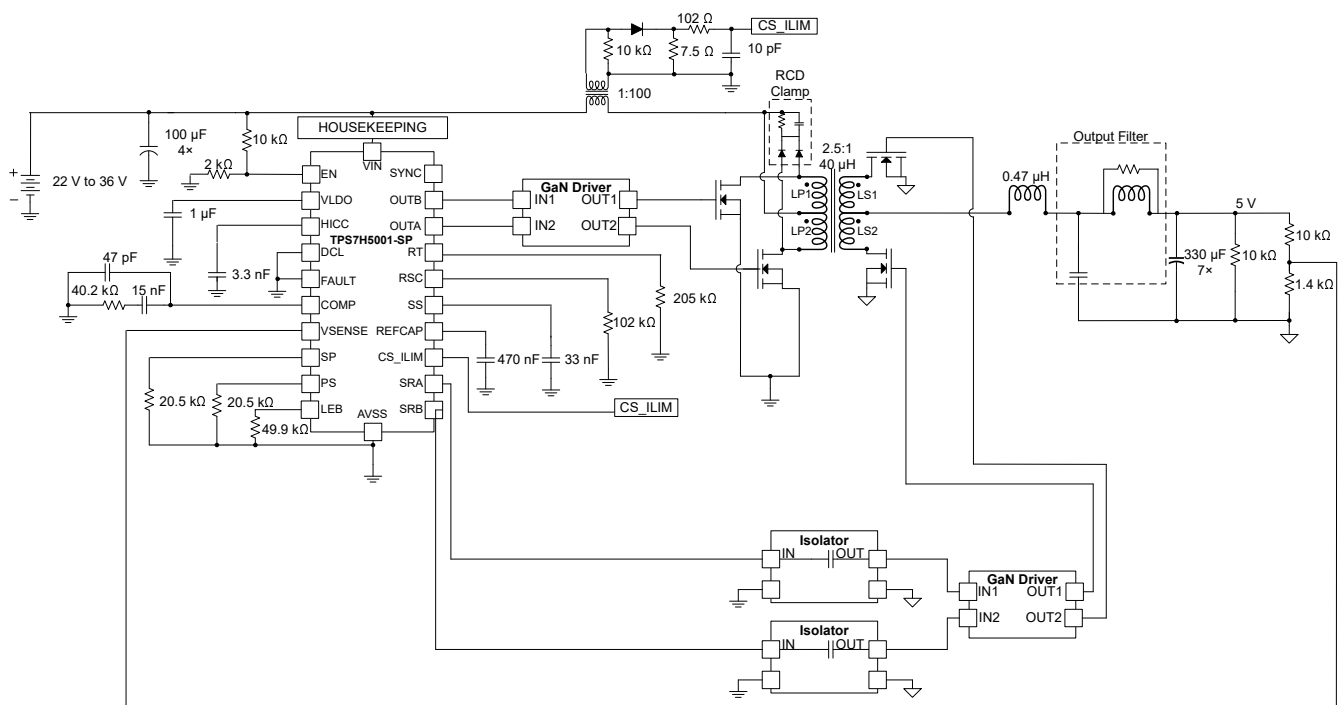 102 Ω
CS_ILIM
10 kΩ
7.5 Ω
10 pF
1:100
RCD
Clamp
HOUSEKEEPING
100 µF
4×
10 kΩ
2 kΩ
22 V to 36 V
+
−
1 µF
3.3 nF
47 pF
40.2 kΩ
15 nF
20.5 kΩ
20.5 kΩ
49.9 kΩ
VIN
EN
VLDO
HICC
TPS7H5001-SP
DCL
FAULT
COMP
VSENSE
SP
PS
LEB
AVSS
SYNC
OUTB
OUTA
RT
RSC
SS
REFCAP
CS_ILIM
SRA
SRB
GaN Driver
IN1
OUT1
IN2
OUT2
205 kΩ
102 kΩ
470 nF
33 nF
CS_ILIM
2.5:1
40 µH
LP1
LS1
LP2
LS2
0.47 µH
Output Filter
5 V
330 µF
7×
10 kΩ
10 kΩ
1.4 kΩ
Isolator
IN
OUT
Isolator
IN
OUT
GaN Driver
IN1
OUT1
IN2
OUT2